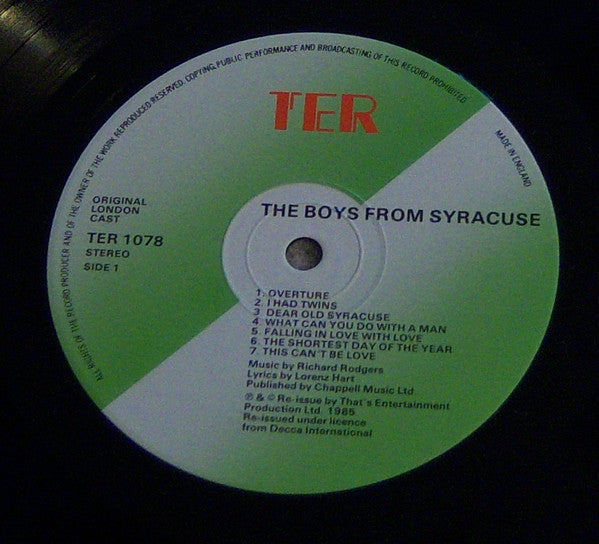 ALL RIGHTS OF THE RECORD PRODUCER AND OF THE OWNER OF THE WORK REPRODUCED RESERVED. COPYING, PUBLIC PERFORMANCE AND BROADCASTING OF THIS RECORD PROHIBITED
TER
MADE IN ENGLAND
ORIGINAL
LONDON
CAST
TER 1078
STEREO
SIDE 1
THE BOYS FROM SYRACUSE
1. OVERTURE
2. I HAD TWINS
3 DEAR OLD SYRACUSE
4. WHAT CAN YOU DO WITH A MAN
5. FALLING IN LOVE WITH LOVE
6. THE SHORTEST DAY OF THE YEAR
7. THIS CAN'T BE LOVE
Music by Richard Rodgers
Lyrics by Lorenz Hart
Published by Chappell Music Ltd
℗ & © Re-issue by That's Entertainment
Production Ltd. 1985
Re-issued under licence
from Decca International